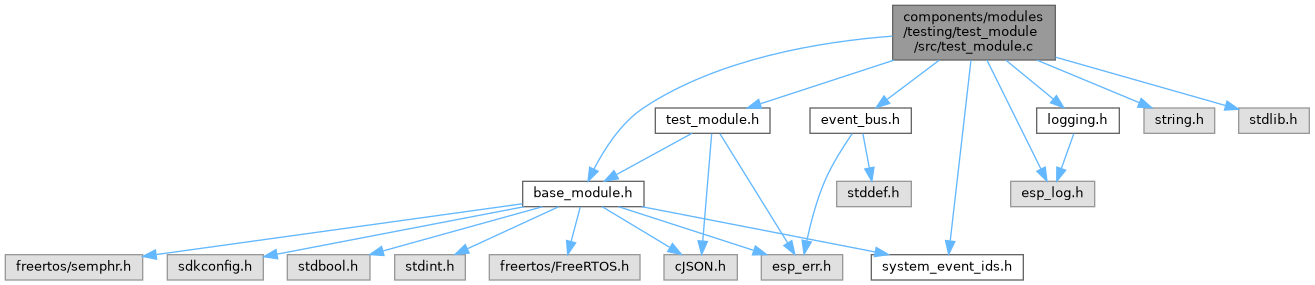 components/modules
/testing/test_module
/src/test_module.c
test_module.h
event_bus.h
logging.h
string.h
stdlib.h
base_module.h
stddef.h
esp_log.h
freertos/semphr.h
sdkconfig.h
stdbool.h
stdint.h
freertos/FreeRTOS.h
cJSON.h
esp_err.h
system_event_ids.h